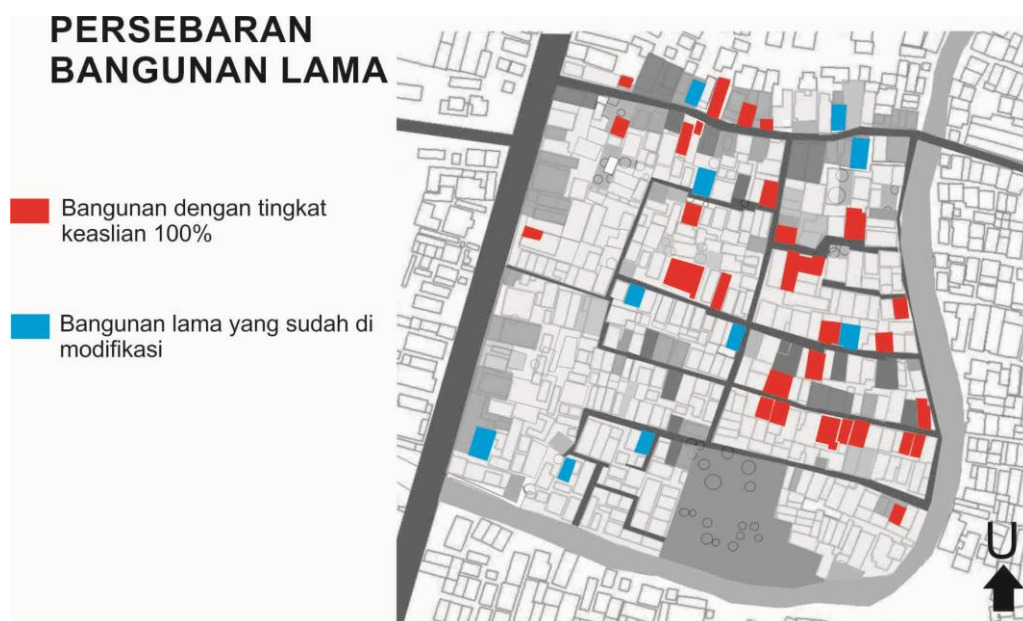 PERSEBARAN
BANGUNAN LAMA
Bangunan dengan tingkat
keaslian 100%
Bangunan lama yang sudah di
modifikasi
U